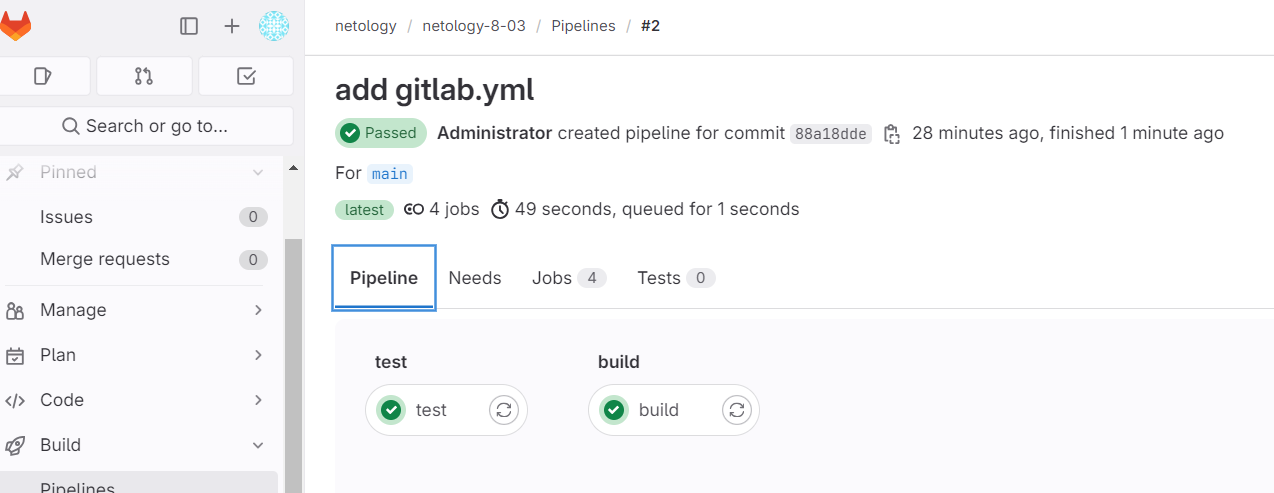 netology / netology-8-03 / Pipelines / #2
Search or go to...
Pinned
Issues 0
Merge requests 0
Manage
Plan
Code
Build
Pipelines
add gitlab.yml
Passed Administrator created pipeline for commit 88a18dde 28 minutes ago, finished 1 minute ago
For main
latest 4 jobs 49 seconds, queued for 1 seconds
Pipeline Needs Jobs 4 Tests 0
test build
test build